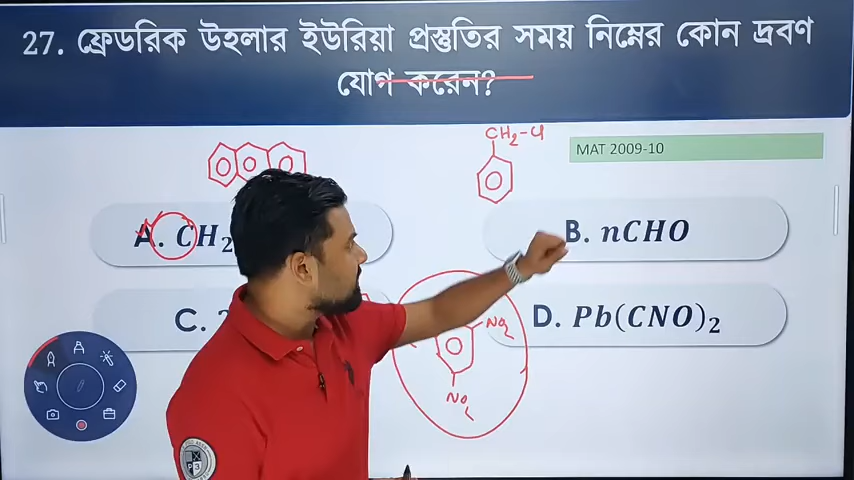 27. ফ্রেডরিক উহলার ইউরিয়া প্রস্তুতির সময় নিম্নের কোন দ্রবণ
যোগ করেন?
CH₂-Cl
MAT 2009-10
A. CH₂
B. nCHO
C.
D. Pb(CNO)₂
NO₂
NO₂